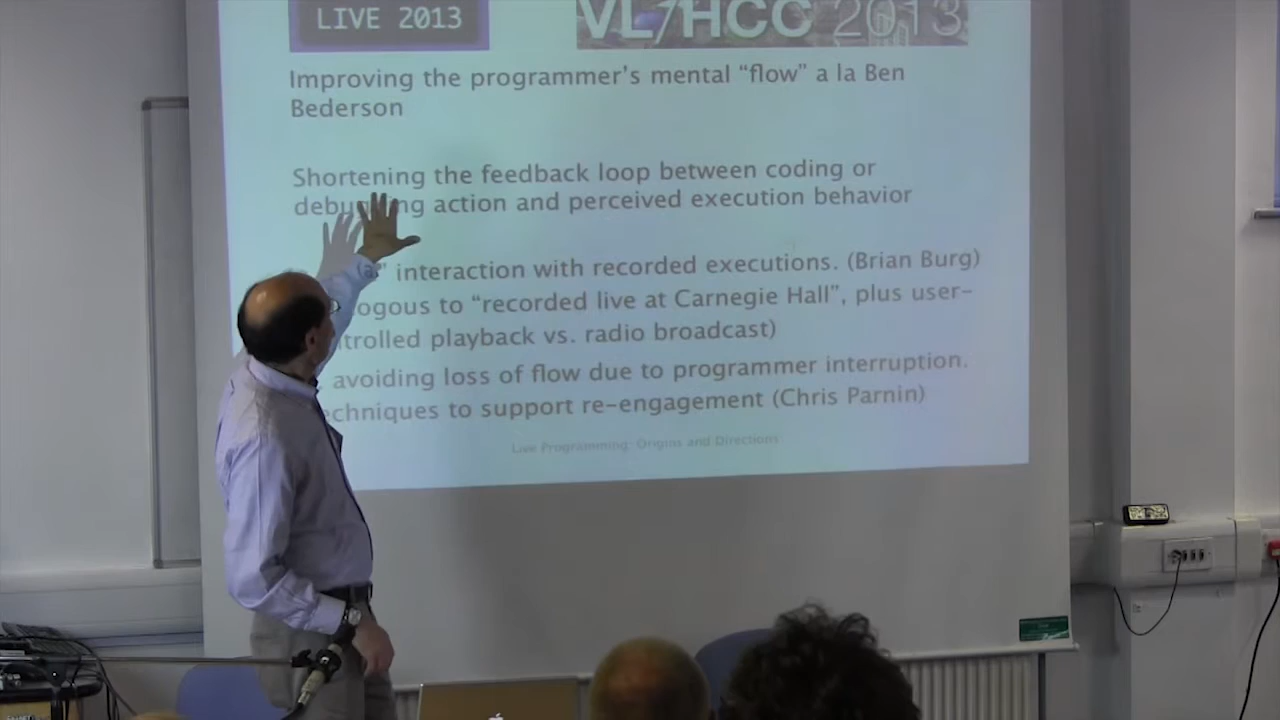 LIVE 2013
VL/HCC 2013
Improving the programmer's mental “flow” a la Ben
Bederson
Shortening the feedback loop between coding or
action and perceived execution behavior
interaction with recorded executions. (Brian Burg)
to “recorded live at Carnegie Hall”, plus user-
playback vs. radio broadcast)
avoiding loss of flow due to programmer interruption.
to support re-engagement (Chris Parnin)
Live Programming: Origins and Directions